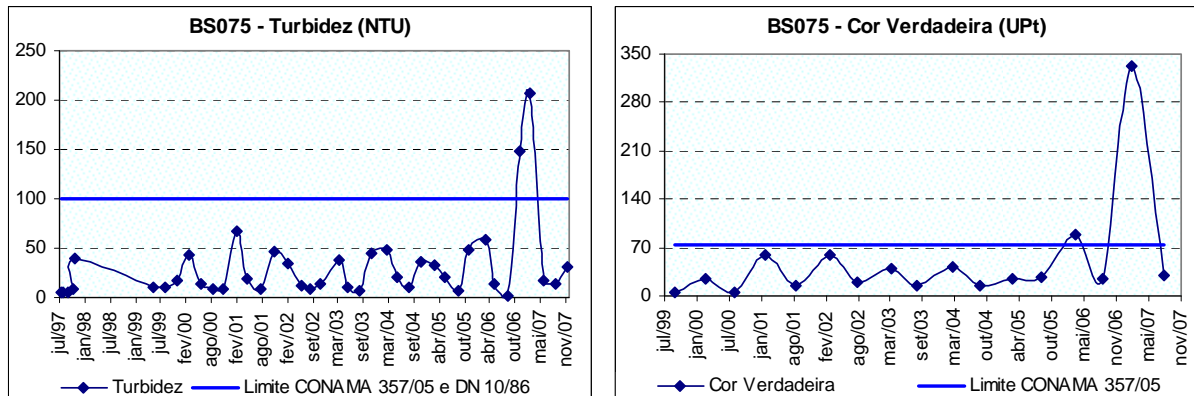 BS075 - Turbidez (NTU)
250
200
150
100
50
0
jul/97
jan/98
jul/98
jan/99
jul/99
fev/00
ago/00
fev/01
ago/01
fev/02
set/02
mar/03
set/03
mar/04
set/04
abr/05
out/05
abr/06
out/06
mai/07
nov/07
Turbidez
Limite CONAMA 357/05 e DN 10/86
BS075 - Cor Verdadeira (UPt)
350
280
210
140
70
0
jul/99
jan/00
jul/00
jan/01
ago/01
fev/02
ago/02
mar/03
set/03
mar/04
set/04
abr/05
out/05
mai/06
nov/06
mai/07
nov/07
Cor Verdadeira
Limite CONAMA 357/05